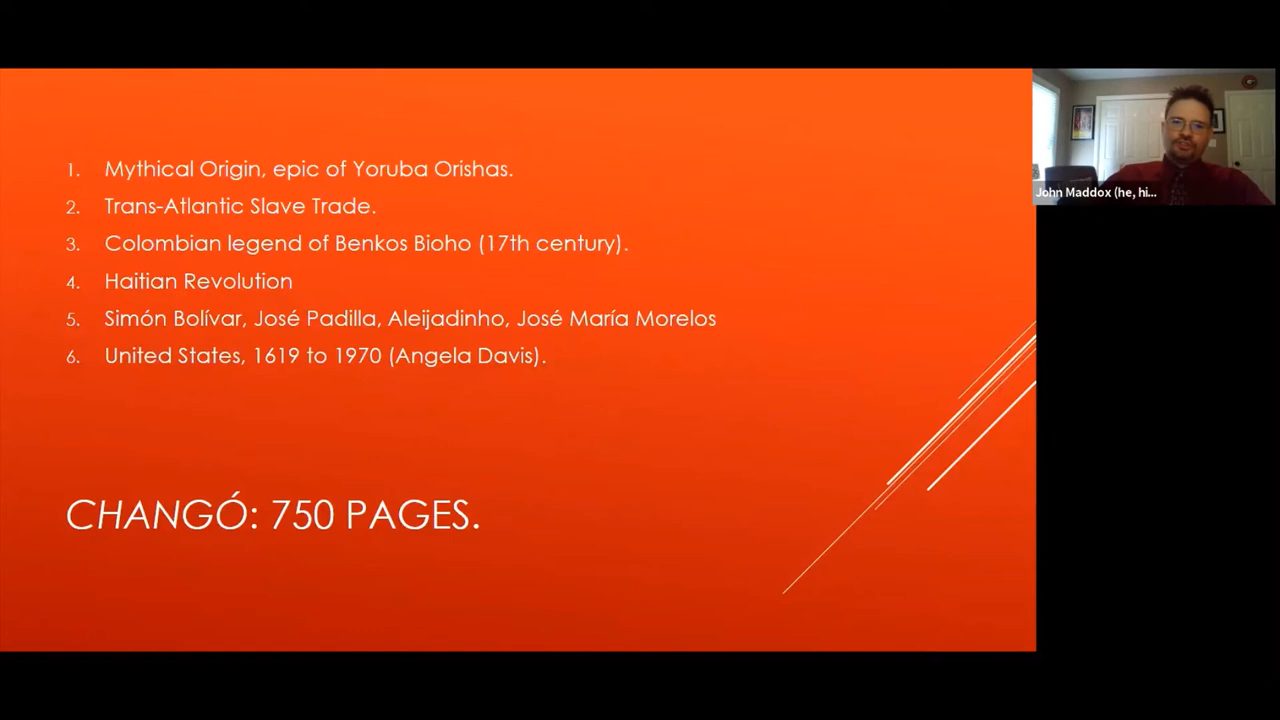 1. Mythical Origin, epic of Yoruba Orishas.
2. Trans-Atlantic Slave Trade.
3. Colombian legend of Benkos Bioho (17th century).
4. Haitian Revolution
5. Simón Bolívar, José Padilla, Aleijadinho, José María Morelos
6. United States, 1619 to 1970 (Angela Davis).
CHANGÓ: 750 PAGES.
John Maddox (he, hi...